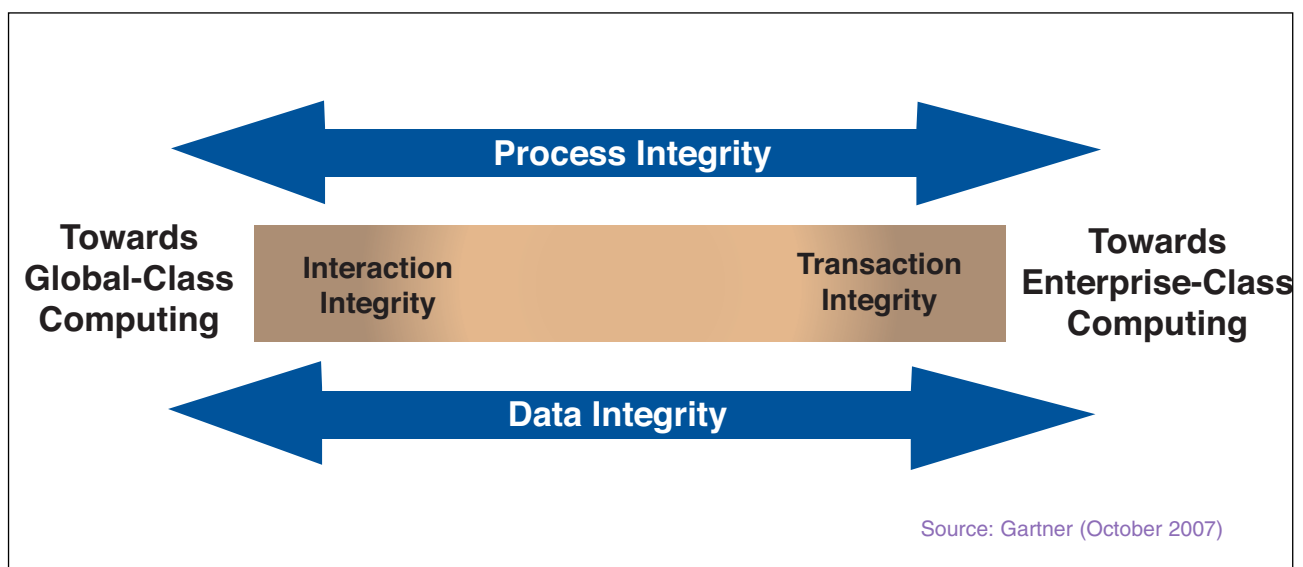 Process Integrity
Towards
Global-Class
Computing
Interaction
Integrity
Transaction
Integrity
Towards
Enterprise-Class
Computing
Data Integrity
Source: Gartner (October 2007)